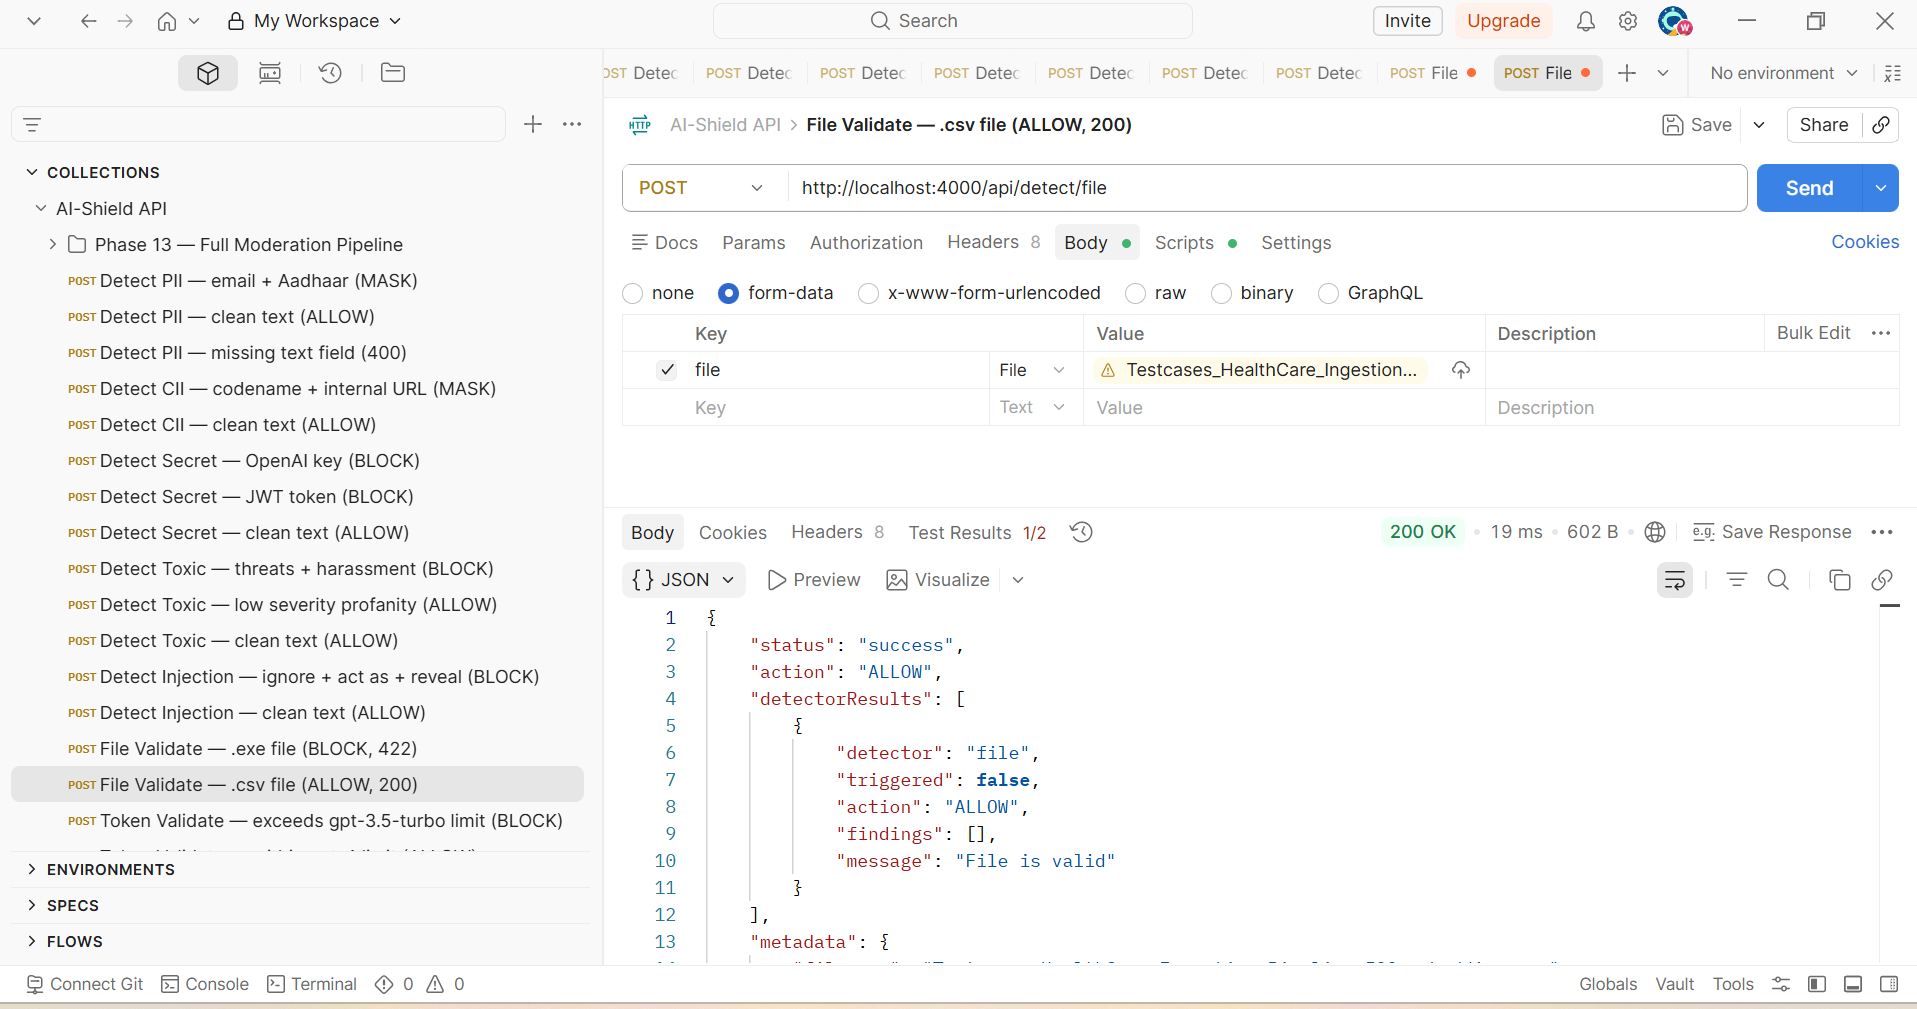 My Workspace
Search
Invite
Upgrade
W
POST Detec
POST Detec
POST Detec
POST Detec
POST Detec
POST Detec
POST File
POST File
No environment
HTTP AI-Shield API > File Validate — .csv file (ALLOW, 200)
Save
Share
COLLECTIONS
AI-Shield API
Phase 13 — Full Moderation Pipeline
POST Detect PII — email + Aadhaar (MASK)
POST Detect PII — clean text (ALLOW)
POST Detect PII — missing text field (400)
POST Detect CII — codename + internal URL (MASK)
POST Detect CII — clean text (ALLOW)
POST Detect Secret — OpenAI key (BLOCK)
POST Detect Secret — JWT token (BLOCK)
POST Detect Secret — clean text (ALLOW)
POST Detect Toxic — threats + harassment (BLOCK)
POST Detect Toxic — low severity profanity (ALLOW)
POST Detect Toxic — clean text (ALLOW)
POST Detect Injection — ignore + act as + reveal (BLOCK)
POST Detect Injection — clean text (ALLOW)
POST File Validate — .exe file (BLOCK, 422)
POST File Validate — .csv file (ALLOW, 200)
POST Token Validate — exceeds gpt-3.5-turbo limit (BLOCK)
ENVIRONMENTS
SPECS
FLOWS
POST
http://localhost:4000/api/detect/file
Send
Docs
Params
Authorization
Headers 8
Body
Scripts
Settings
Cookies
none
form-data
x-www-form-urlencoded
raw
binary
GraphQL
Key
Value
Description
Bulk Edit
file
File
Testcases_HealthCare_Ingestion...
Key
Text
Value
Description
Body
Cookies
Headers 8
Test Results 1/2
200 OK
19 ms
602 B
e.g. Save Response
{} JSON
Preview
Visualize
1 {
2 "status": "success",
3 "action": "ALLOW",
4 "detectorResults": [
5 {
6 "detector": "file",
7 "triggered": false,
8 "action": "ALLOW",
9 "findings": [],
10 "message": "File is valid"
11 }
12 ],
13 "metadata": {
Connect Git
Console
Terminal
0
0
Globals
Vault
Tools